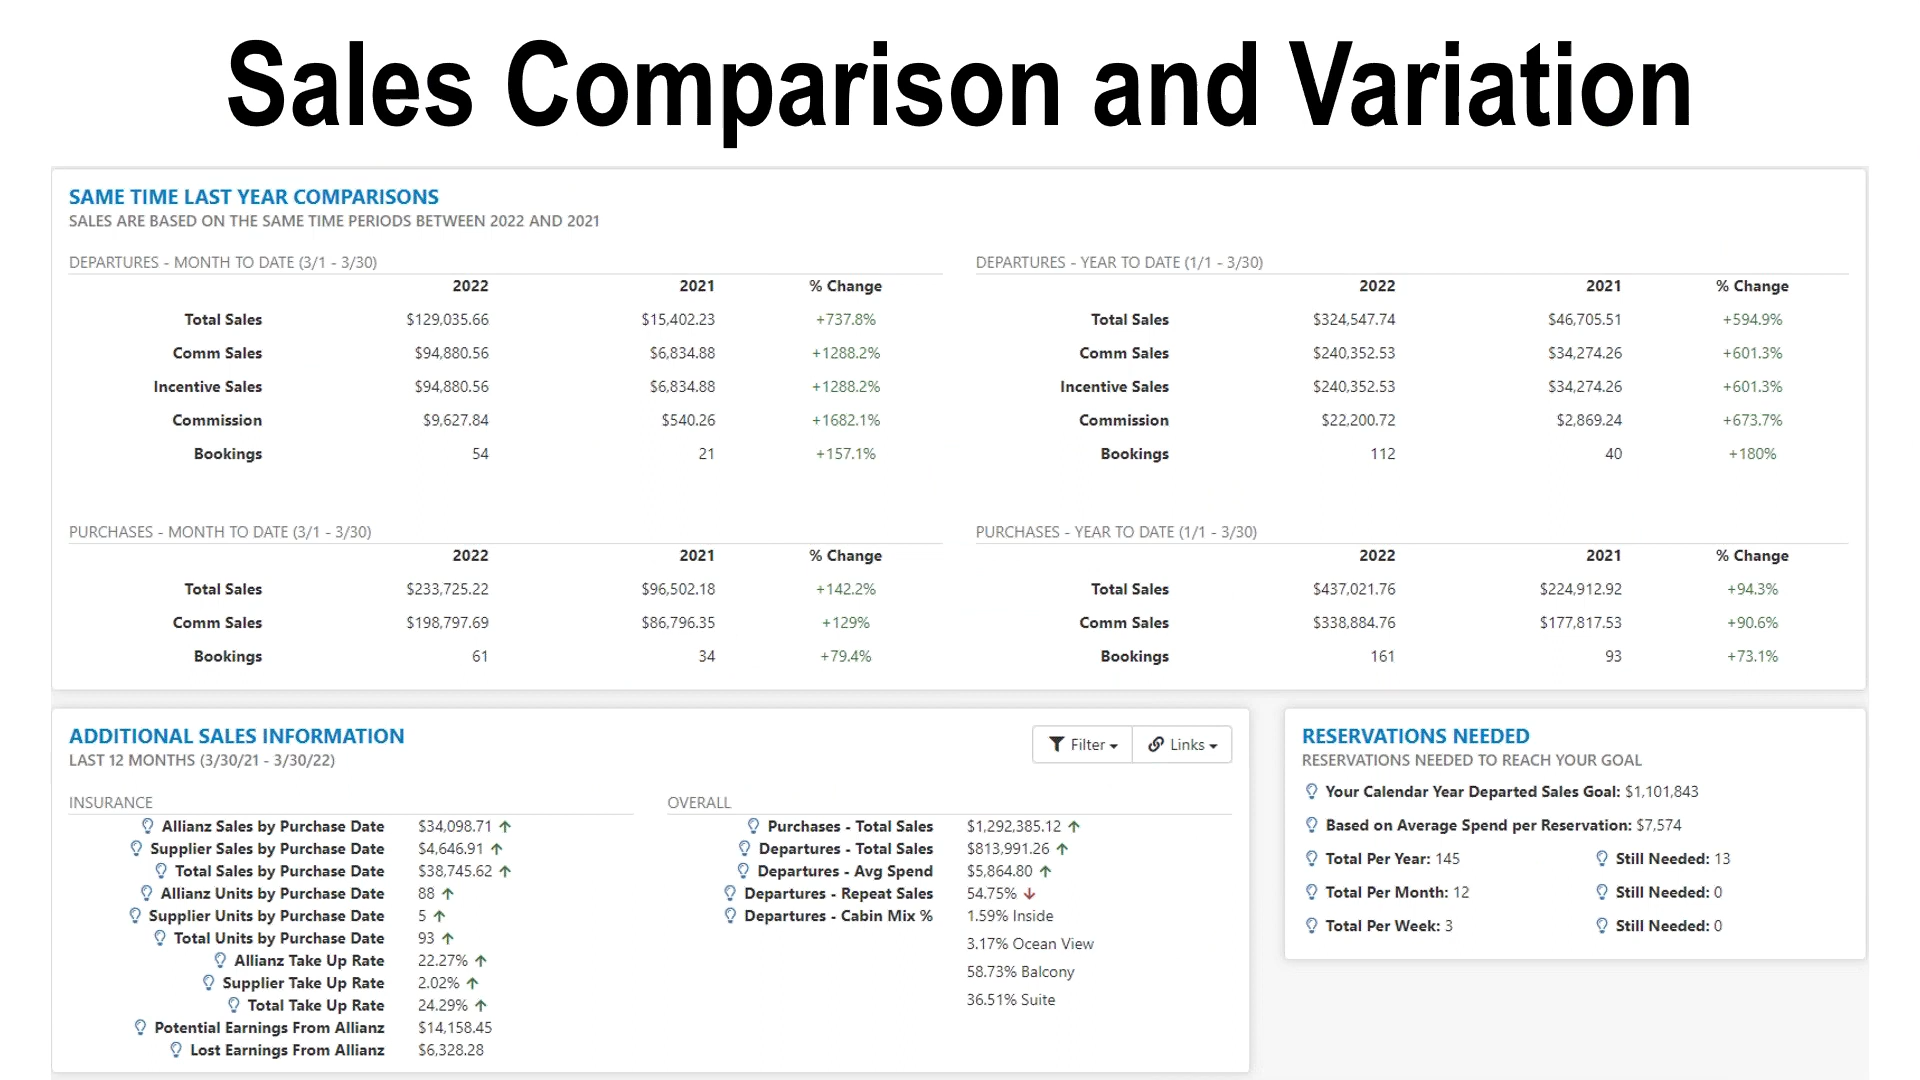 Sales Comparison and Variation
SAME TIME LAST YEAR COMPARISONS
SALES ARE BASED ON THE SAME TIME PERIODS BETWEEN 2022 AND 2021
DEPARTURES - MONTH TO DATE (3/1 - 3/30)
2022 2021 % Change
Total Sales $129,035.66 $15,402.23 +737.8%
Comm Sales $94,880.56 $6,834.88 +1288.2%
Incentive Sales $94,880.56 $6,834.88 +1288.2%
Commission $9,627.84 $540.26 +1682.1%
Bookings 54 21 +157.1%
DEPARTURES - YEAR TO DATE (1/1 - 3/30)
2022 2021 % Change
Total Sales $324,547.74 $46,705.51 +594.9%
Comm Sales $240,352.53 $34,274.26 +601.3%
Incentive Sales $240,352.53 $34,274.26 +601.3%
Commission $22,200.72 $2,869.24 +673.7%
Bookings 112 40 +180%
PURCHASES - MONTH TO DATE (3/1 - 3/30)
2022 2021 % Change
Total Sales $233,725.22 $96,502.18 +142.2%
Comm Sales $198,797.69 $86,796.35 +129%
Bookings 61 34 +79.4%
PURCHASES - YEAR TO DATE (1/1 - 3/30)
2022 2021 % Change
Total Sales $437,021.76 $224,912.92 +94.3%
Comm Sales $338,884.76 $177,817.53 +90.6%
Bookings 161 93 +73.1%
ADDITIONAL SALES INFORMATION
LAST 12 MONTHS (3/30/21 - 3/30/22)
Filter Links
INSURANCE
Allianz Sales by Purchase Date $34,098.71
Supplier Sales by Purchase Date $4,646.91
Total Sales by Purchase Date $38,745.62
Allianz Units by Purchase Date 88
Supplier Units by Purchase Date 5
Total Units by Purchase Date 93
Allianz Take Up Rate 22.27%
Supplier Take Up Rate 2.02%
Total Take Up Rate 24.29%
Potential Earnings From Allianz $14,158.45
Lost Earnings From Allianz $6,328.28
OVERALL
Purchases - Total Sales $1,292,385.12
Departures - Total Sales $813,991.26
Departures - Avg Spend $5,864.80
Departures - Repeat Sales 54.75%
Departures - Cabin Mix % 1.59% Inside
3.17% Ocean View
58.73% Balcony
36.51% Suite
RESERVATIONS NEEDED
RESERVATIONS NEEDED TO REACH YOUR GOAL
Your Calendar Year Departed Sales Goal: $1,101,843
Based on Average Spend per Reservation: $7,574
Total Per Year: 145 Still Needed: 13
Total Per Month: 12 Still Needed: 0
Total Per Week: 3 Still Needed: 0